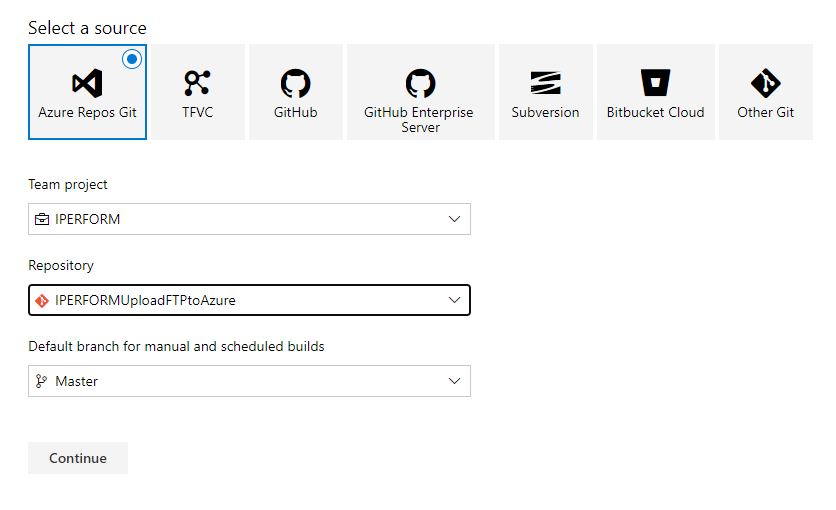 Select a source
Azure Repos Git
TFVC
GitHub
GitHub Enterprise
Server
Subversion
Bitbucket Cloud
Other Git
Team project
IPERFORM
Repository
IPERFORMUploadFTPtoAzure
Default branch for manual and scheduled builds
Master
Continue